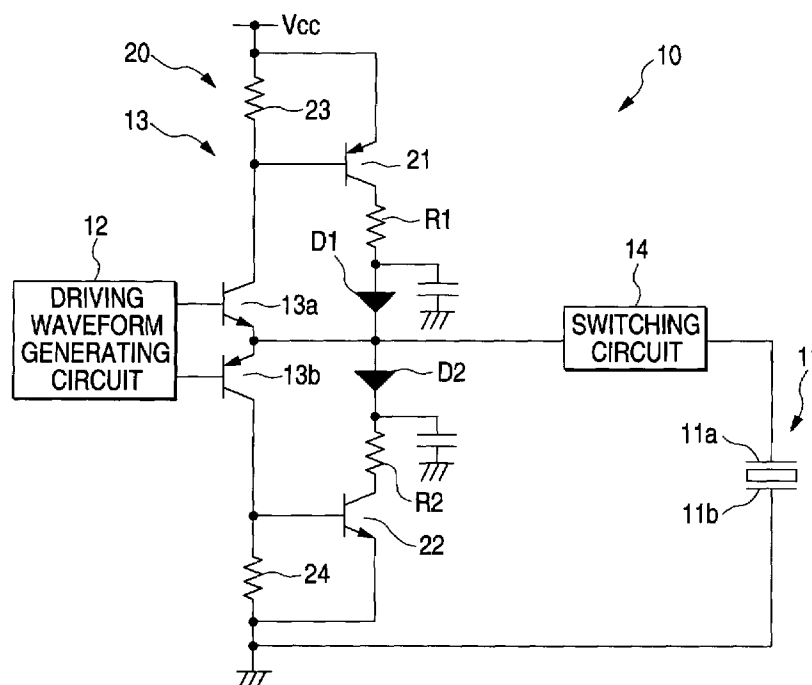 Vcc
20
10
23
13
21
R1
12
D1
14
DRIVING
WAVEFORM
GENERATING
CIRCUIT
13a
SWITCHING
CIRCUIT
13b
D2
11a
11b
R2
22
24